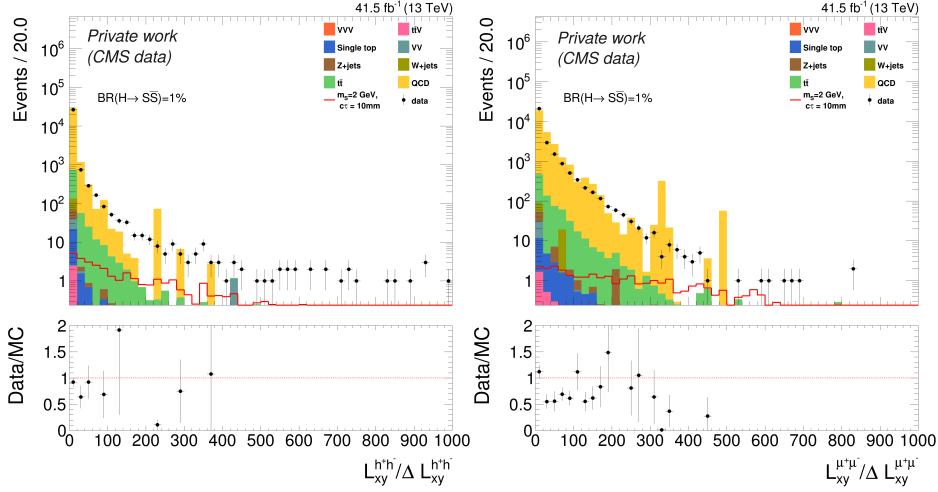 41.5 fb⁻¹ (13 TeV)
Events / 20.0
Private work
(CMS data)
BR(H→ SS̅)=1%
VVV
tt̅V
Single top
VV
Z+jets
W+jets
tt̅
QCD
m_S=2 GeV,
cτ = 10mm
data
10⁶
10⁵
10⁴
10³
10²
10
1
Data/MC
2
1.5
1
0.5
0
0 100 200 300 400 500 600 700 800 900 1000
L_xy^{h⁺h⁻}/Δ L_xy^{h⁺h⁻}
41.5 fb⁻¹ (13 TeV)
Events / 20.0
Private work
(CMS data)
BR(H→ SS̅)=1%
VVV
tt̅V
Single top
VV
Z+jets
W+jets
tt̅
QCD
m_S=2 GeV,
cτ = 10mm
data
10⁶
10⁵
10⁴
10³
10²
10
1
Data/MC
2
1.5
1
0.5
0
0 100 200 300 400 500 600 700 800 900 1000
L_xy^{μ⁺μ⁻}/Δ L_xy^{μ⁺μ⁻}